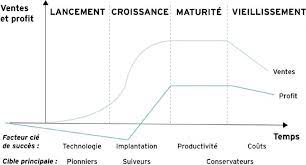 Ventes et profit
LANCEMENT CROISSANCE MATURITÉ VIEILLISSEMENT
Ventes
Profit
Temps
Facteur clé de succès : Technologie Implantation Productivité Coûts
Cible principale : Pionniers Suiveurs Conservateurs